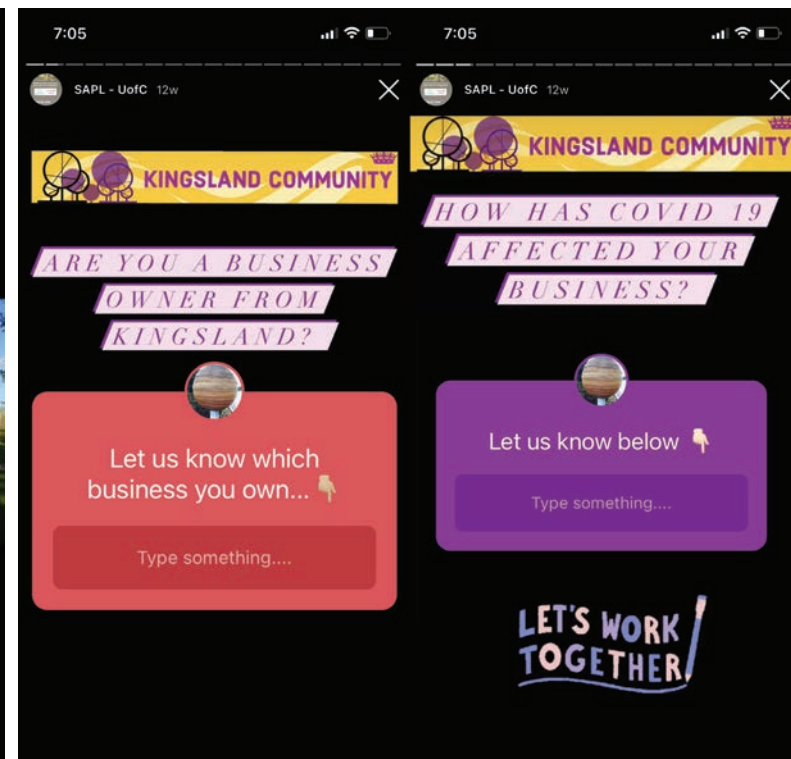 7:05
SAPL - UofC 12w
KINGSLAND COMMUNITY
ARE YOU A BUSINESS
OWNER FROM
KINGSLAND?
Let us know which
business you own... 👇🏼
Type something....
7:05
SAPL - UofC 12w
KINGSLAND COMMUNITY
HOW HAS COVID 19
AFFECTED YOUR
BUSINESS?
Let us know below 👇🏼
Type something....
LET'S WORK
TOGETHER